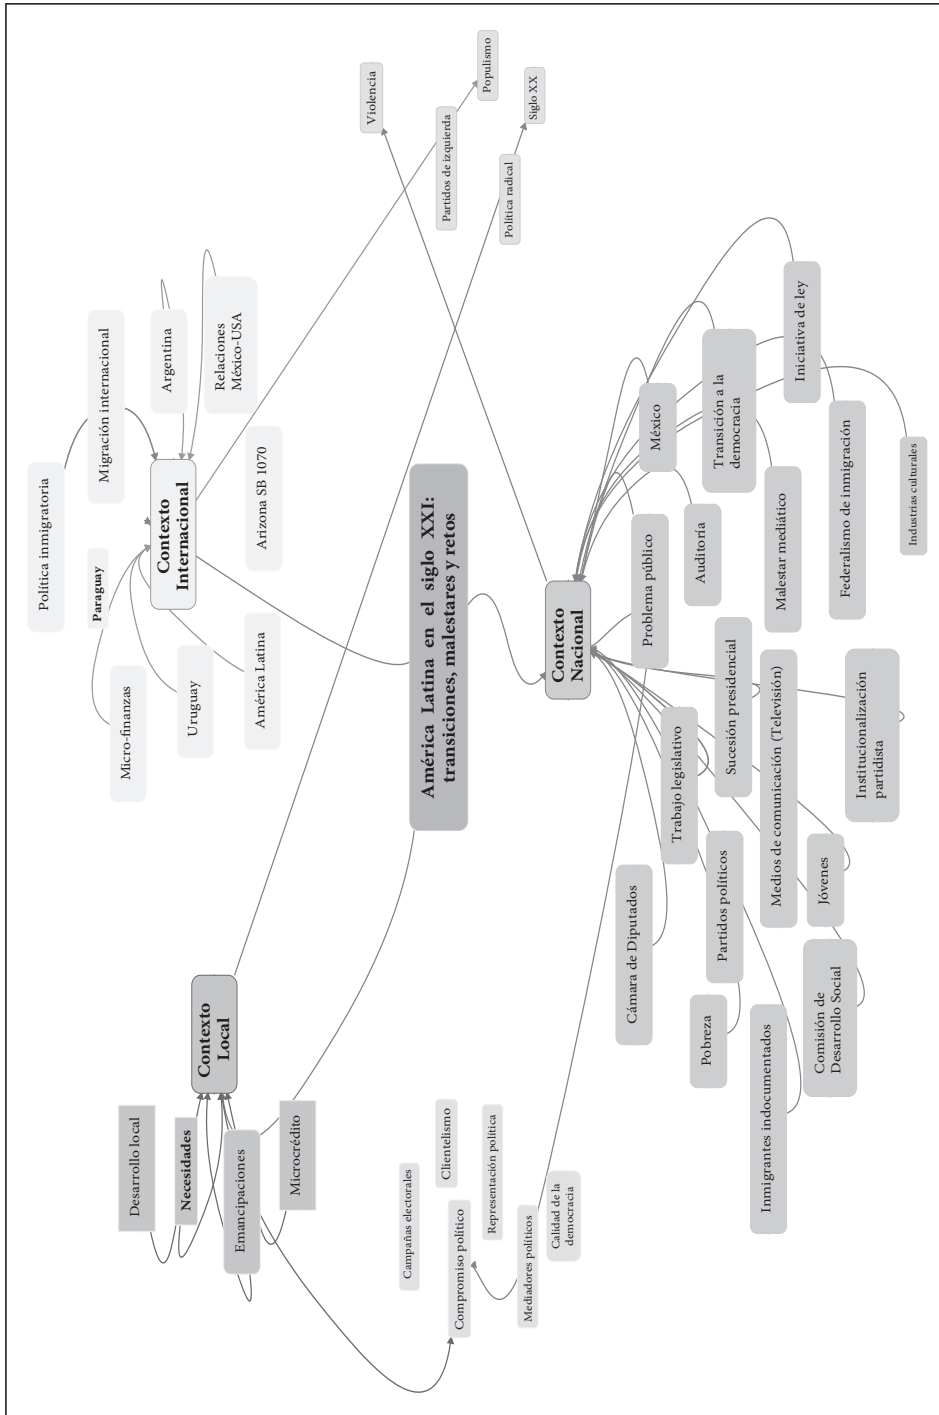 Desarrollo local
Necesidades
Emancipaciones
Microcrédito
Contexto
Local
Micro-finanzas
Uruguay
América Latina
Paraguay
Política inmigratoria
Migración internacional
Contexto
Internacional
Arizona SB 1070
Argentina
Relaciones
México-USA
Violencia
Partidos de izquierda
Populismo
Política radical
Siglo XX
América Latina en el siglo XXI:
transiciones, malestares y retos
Campañas electorales
Clientelismo
Compromiso político
Representación política
Mediadores políticos
Calidad de la
democracia
Contexto
Nacional
Cámara de Diputados
Trabajo legislativo
Problema público
México
Pobreza
Partidos políticos
Sucesión presidencial
Auditoría
Transición a la
democracia
Inmigrantes indocumentados
Medios de comunicación (Televisión)
Malestar mediático
Iniciativa de ley
Comisión de
Desarrollo Social
Jóvenes
Institucionalización
partidista
Federalismo de inmigración
Industrias culturales